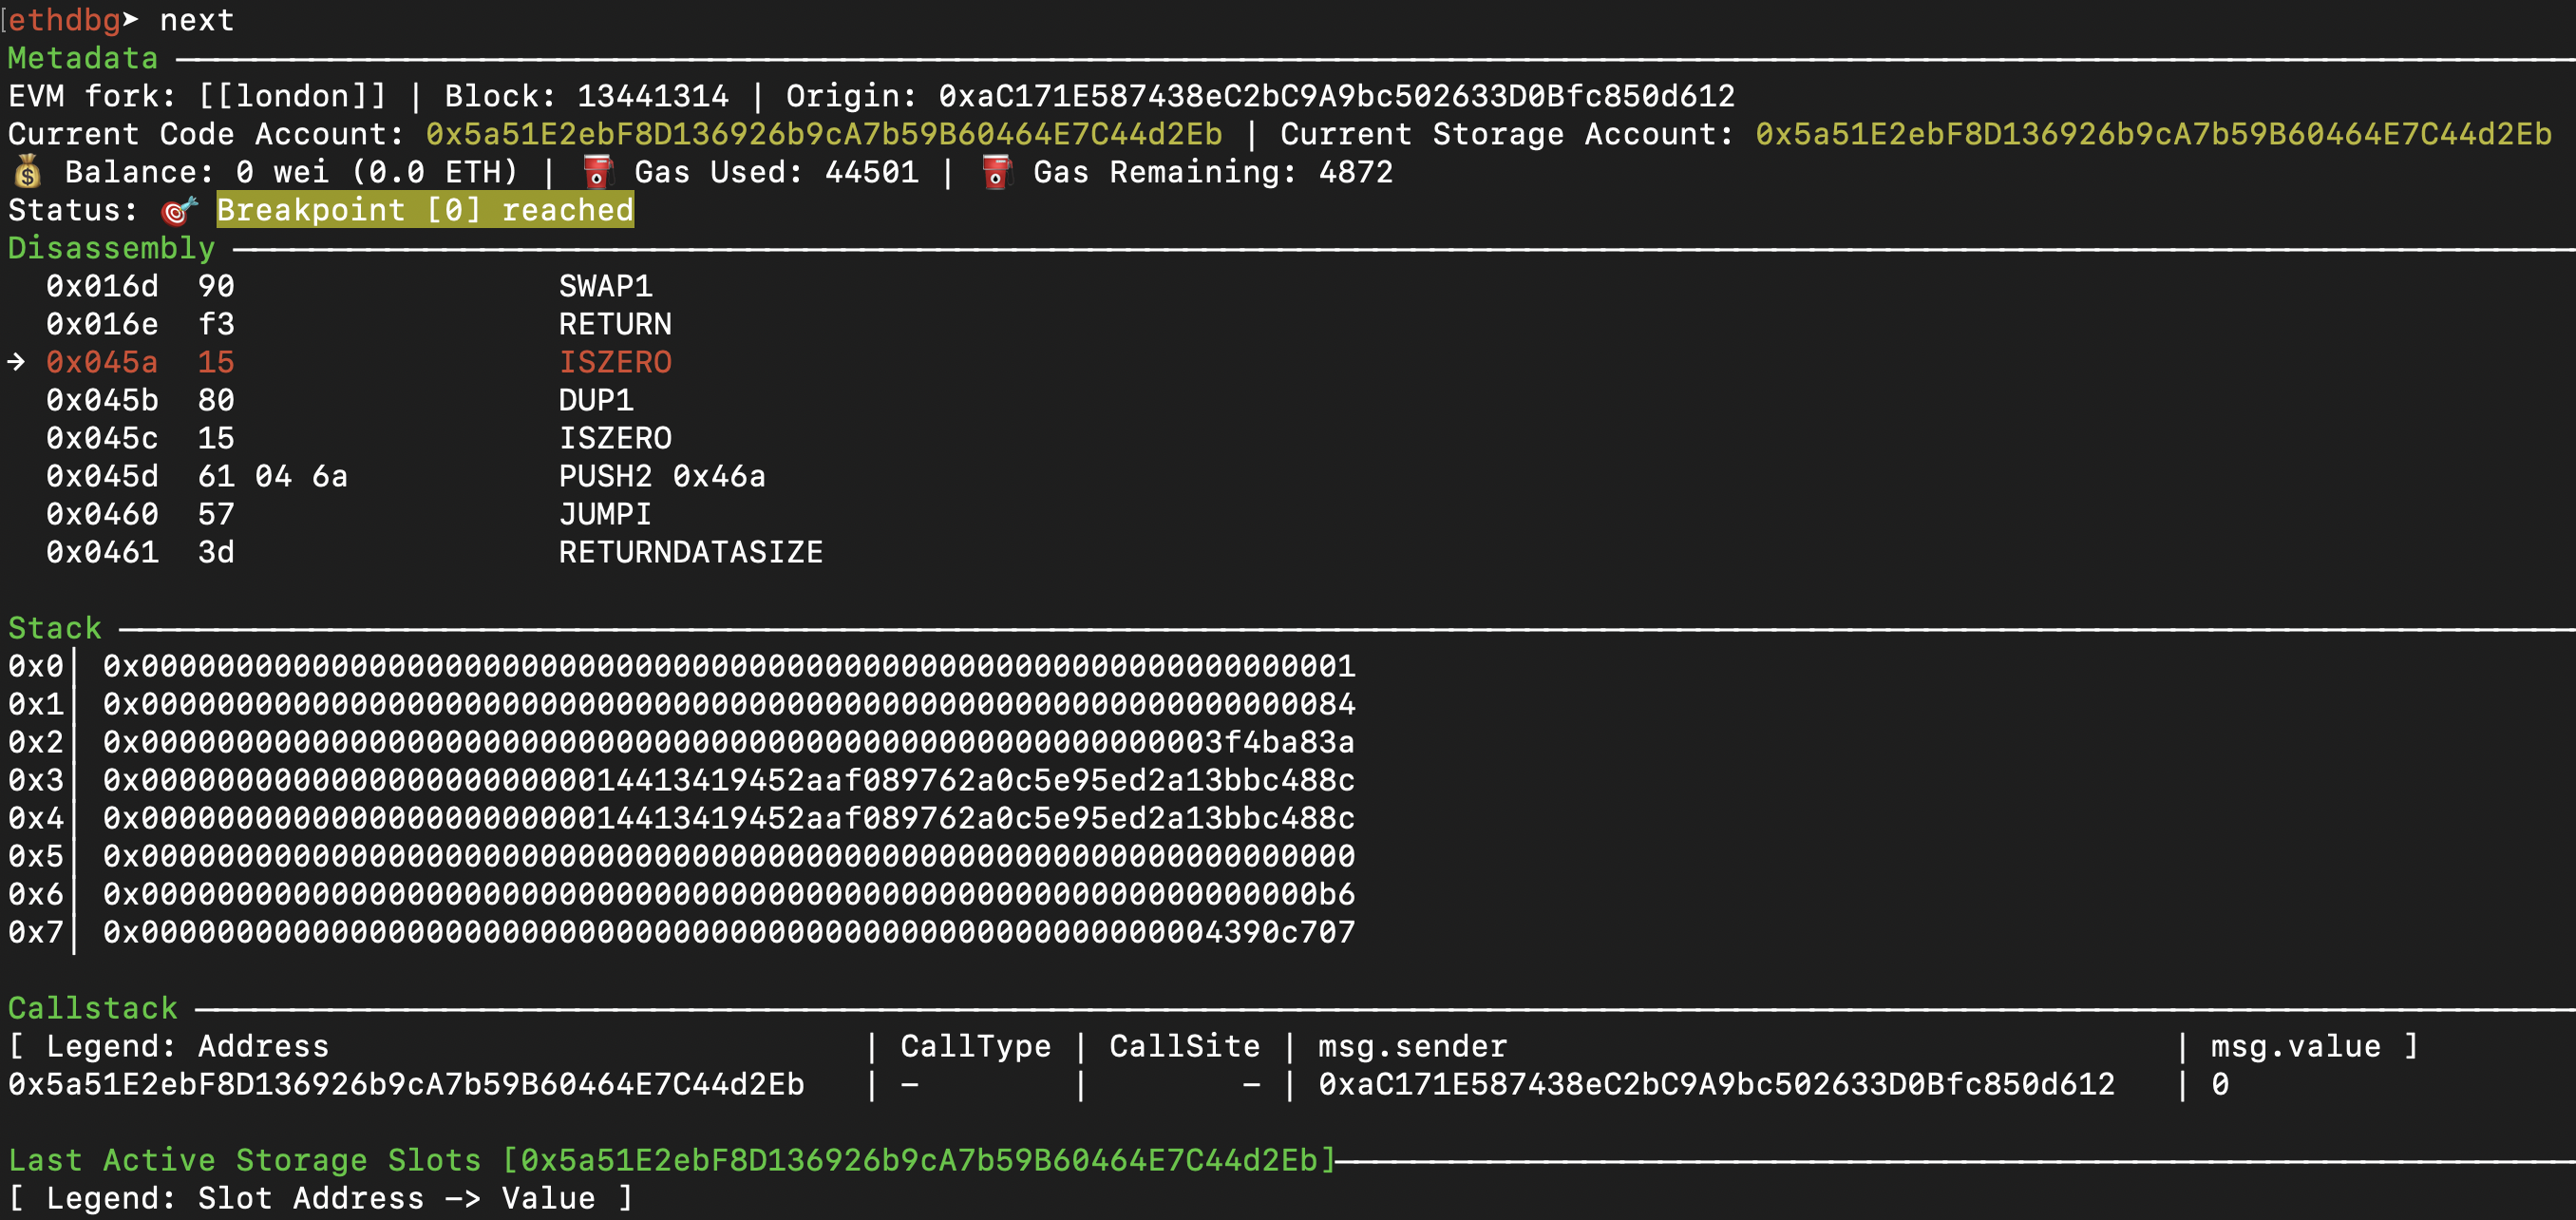 [ethdbg➤ next
Metadata
EVM fork: [[london]] | Block: 13441314 | Origin: 0xaC171E587438eC2bC9A9bc502633D0Bfc850d612
Current Code Account: 0x5a51E2ebF8D136926b9cA7b59B60464E7C44d2Eb | Current Storage Account: 0x5a51E2ebF8D136926b9cA7b59B60464E7C44d2Eb
💰 Balance: 0 wei (0.0 ETH) | ⛽ Gas Used: 44501 | ⛽ Gas Remaining: 4872
Status: 🎯 Breakpoint [0] reached
Disassembly
0x016d 90 SWAP1
0x016e f3 RETURN
→ 0x045a 15 ISZERO
0x045b 80 DUP1
0x045c 15 ISZERO
0x045d 61 04 6a PUSH2 0x46a
0x0460 57 JUMPI
0x0461 3d RETURNDATASIZE
Stack
0x0│ 0x0000000000000000000000000000000000000000000000000000000000000001
0x1│ 0x0000000000000000000000000000000000000000000000000000000000000084
0x2│ 0x000000000000000000000000000000000000000000000000000000003f4ba83a
0x3│ 0x00000000000000000000000014413419452aaf089762a0c5e95ed2a13bbc488c
0x4│ 0x00000000000000000000000014413419452aaf089762a0c5e95ed2a13bbc488c
0x5│ 0x0000000000000000000000000000000000000000000000000000000000000000
0x6│ 0x00000000000000000000000000000000000000000000000000000000000000b6
0x7│ 0x000000000000000000000000000000000000000000000000000000004390c707
Callstack
[ Legend: Address | CallType | CallSite | msg.sender | msg.value ]
0x5a51E2ebF8D136926b9cA7b59B60464E7C44d2Eb | – | – | 0xaC171E587438eC2bC9A9bc502633D0Bfc850d612 | 0
Last Active Storage Slots [0x5a51E2ebF8D136926b9cA7b59B60464E7C44d2Eb]
[ Legend: Slot Address –> Value ]